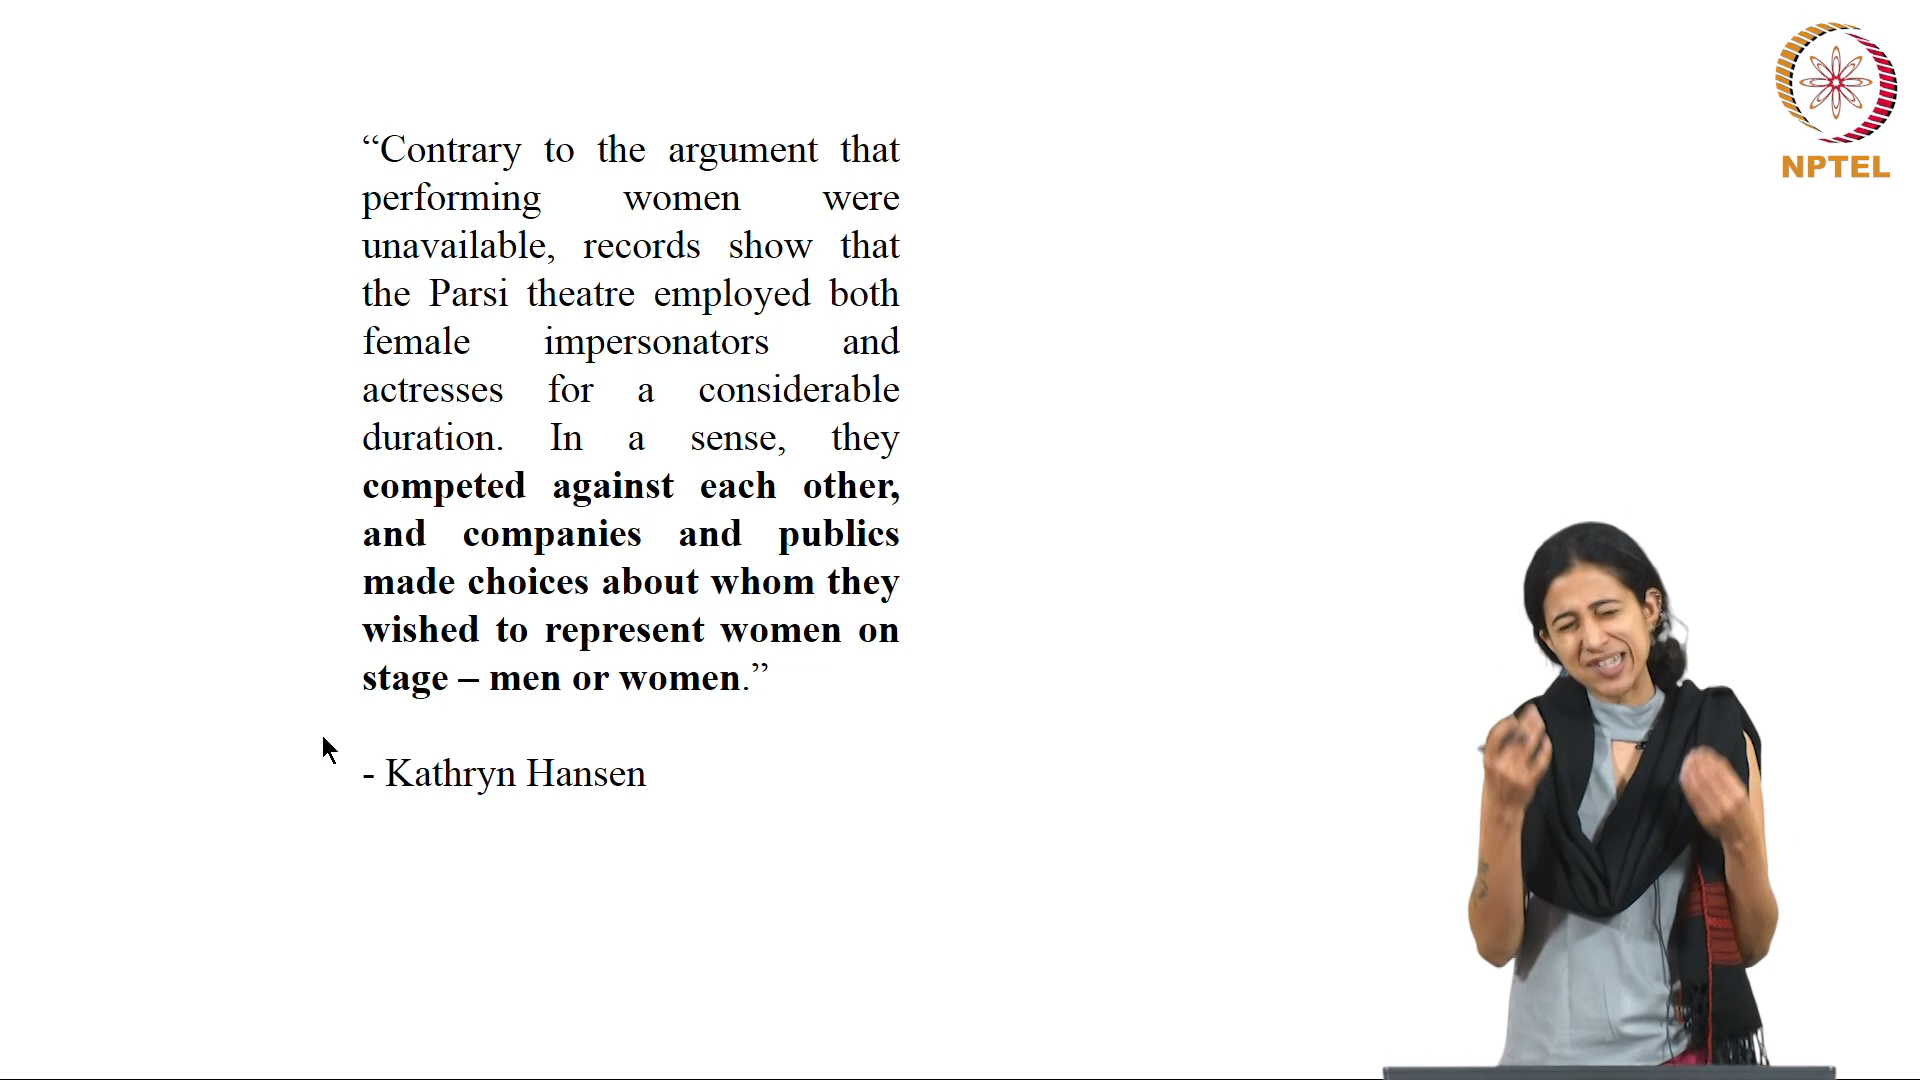 “Contrary to the argument that
performing women were
unavailable, records show that
the Parsi theatre employed both
female impersonators and
actresses for a considerable
duration. In a sense, they
competed against each other,
and companies and publics
made choices about whom they
wished to represent women on
stage – men or women.”
- Kathryn Hansen
NPTEL